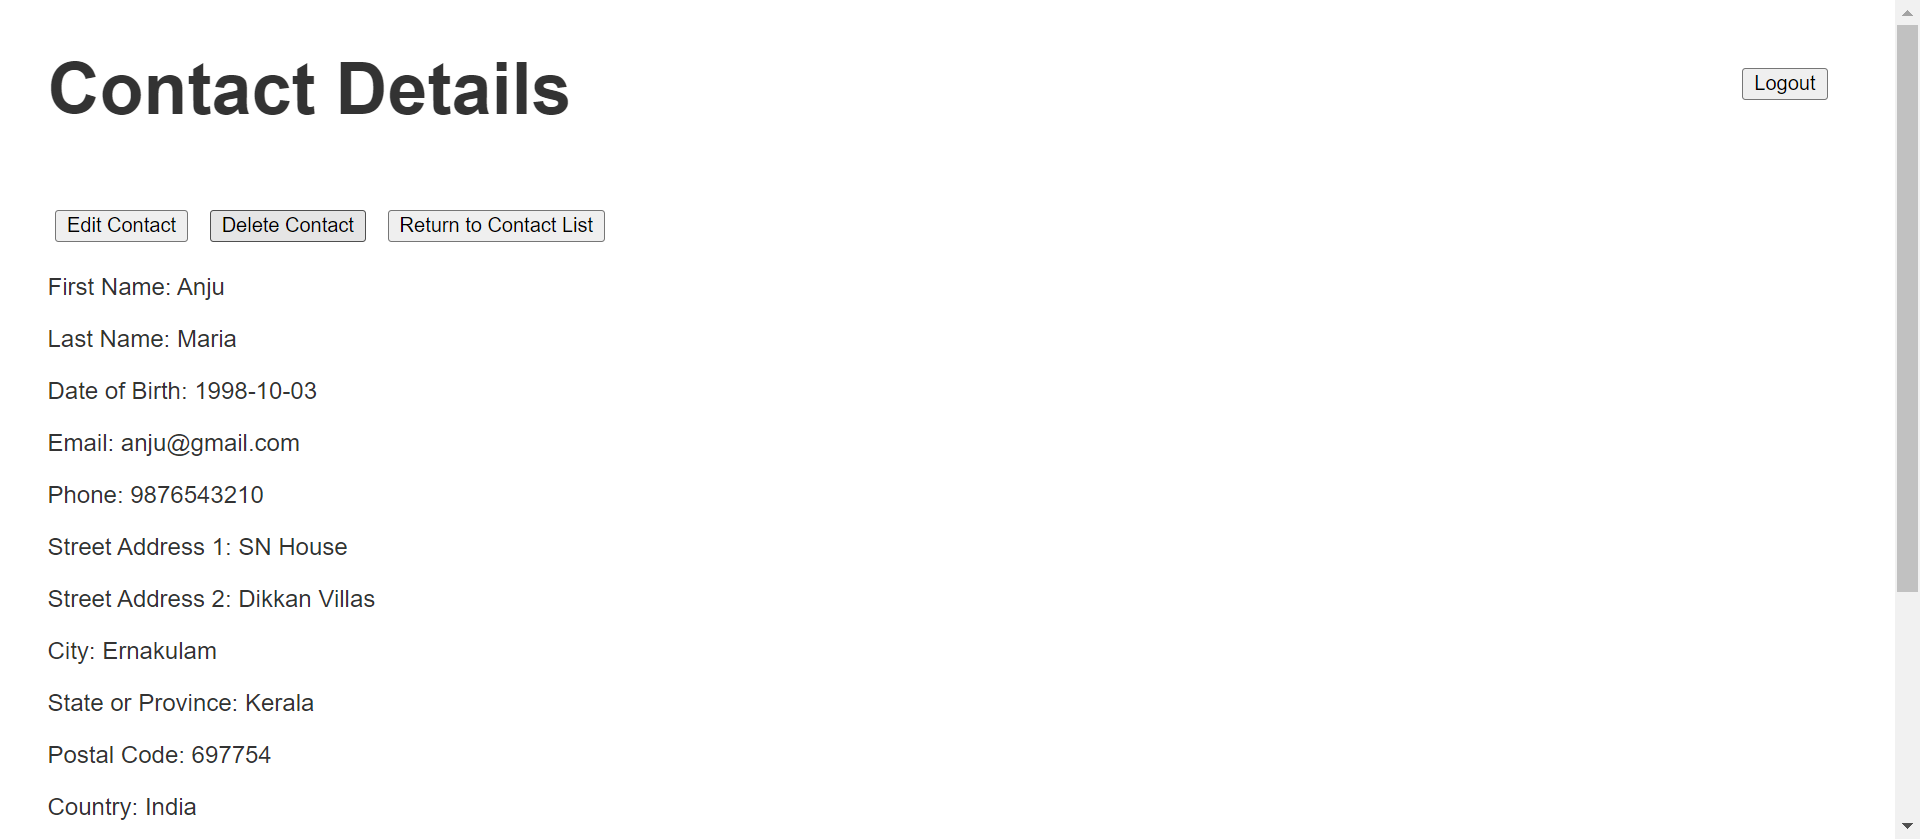 Contact Details
Logout
Edit Contact Delete Contact Return to Contact List
First Name: Anju
Last Name: Maria
Date of Birth: 1998-10-03
Email: anju@gmail.com
Phone: 9876543210
Street Address 1: SN House
Street Address 2: Dikkan Villas
City: Ernakulam
State or Province: Kerala
Postal Code: 697754
Country: India